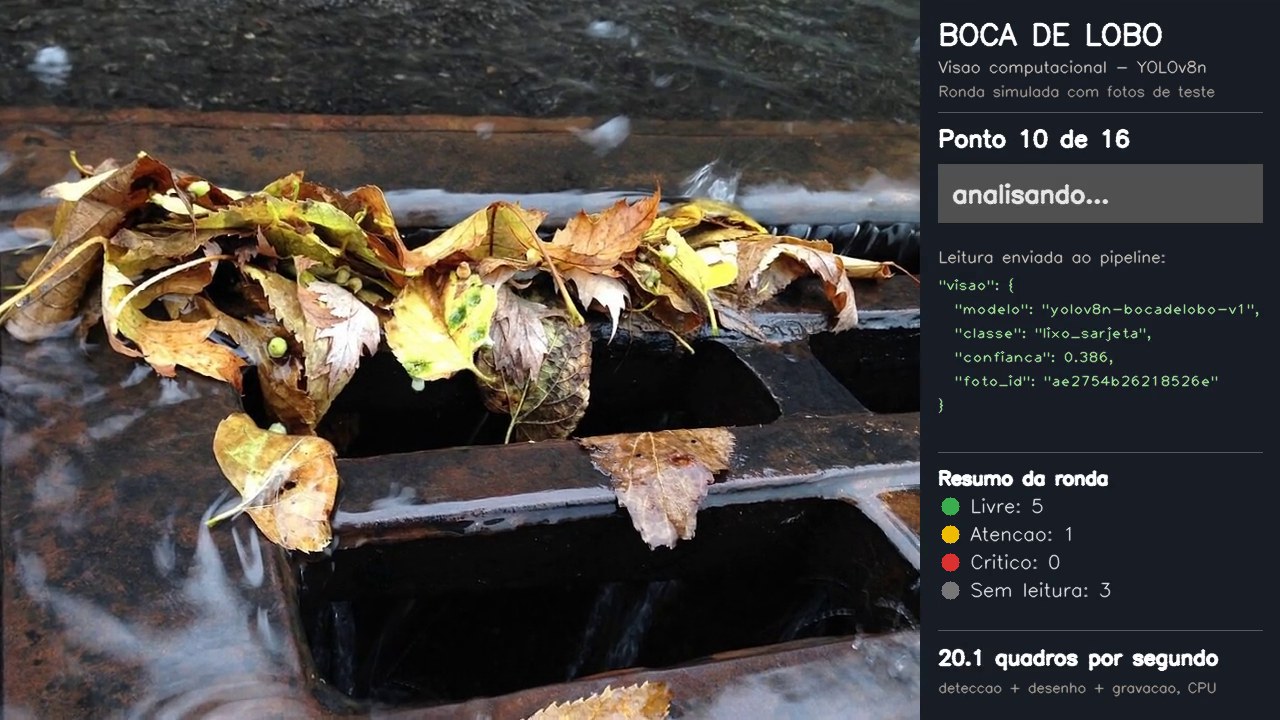 BOCA DE LOBO
Visao computacional - YOLOv8n
Ronda simulada com fotos de teste
Ponto 10 de 16
analisando...
Leitura enviada ao pipeline:
"visao": {
"modelo": "yolov8n-bocadelobo-v1",
"classe": "lixo_sarjeta",
"confianca": 0.386,
"foto_id": "ae2754b26218526e"
}
Resumo da ronda
Livre: 5
Atencao: 1
Critico: 0
Sem leitura: 3
20.1 quadros por segundo
deteccao + desenho + gravacao, CPU